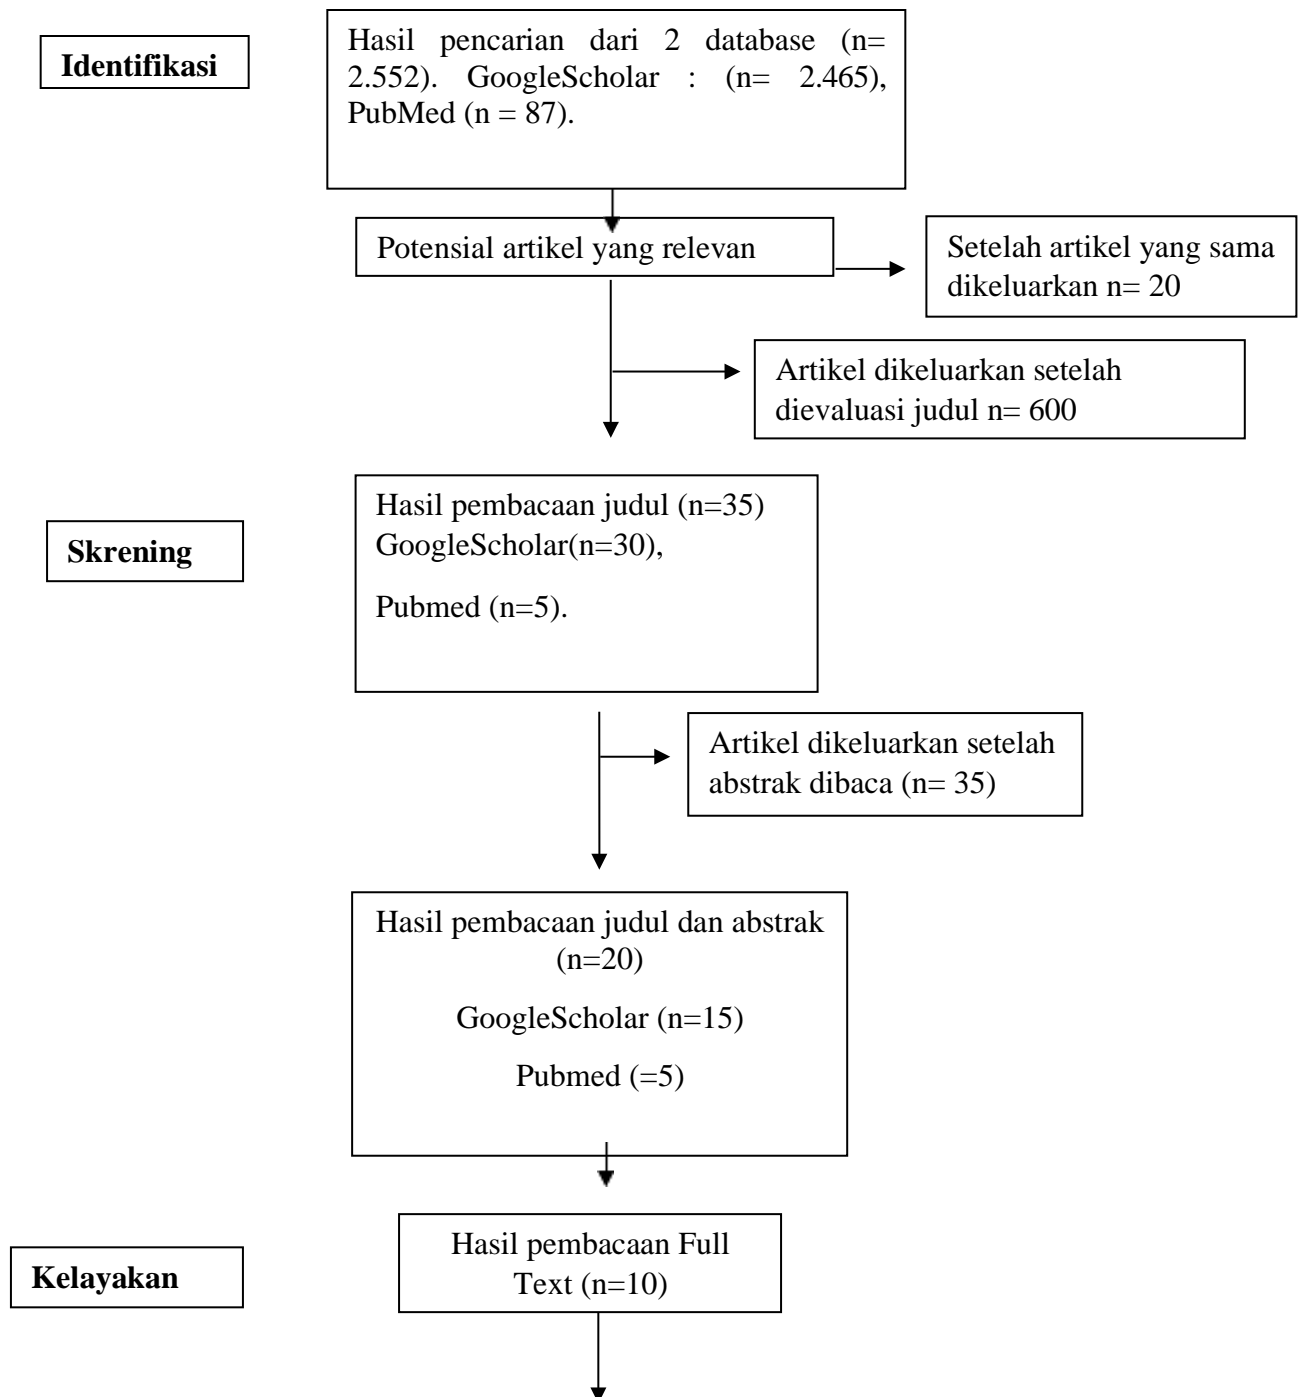 Identifikasi
Hasil pencarian dari 2 database (n=
2.552). GoogleScholar : (n= 2.465),
PubMed (n = 87).
Potensial artikel yang relevan
Setelah artikel yang sama
dikeluarkan n= 20
Artikel dikeluarkan setelah
dievaluasi judul n= 600
Skrening
Hasil pembacaan judul (n=35)
GoogleScholar(n=30),
Pubmed (n=5).
Artikel dikeluarkan setelah
abstrak dibaca (n= 35)
Hasil pembacaan judul dan abstrak
(n=20)
GoogleScholar (n=15)
Pubmed (=5)
Kelayakan
Hasil pembacaan Full
Text (n=10)